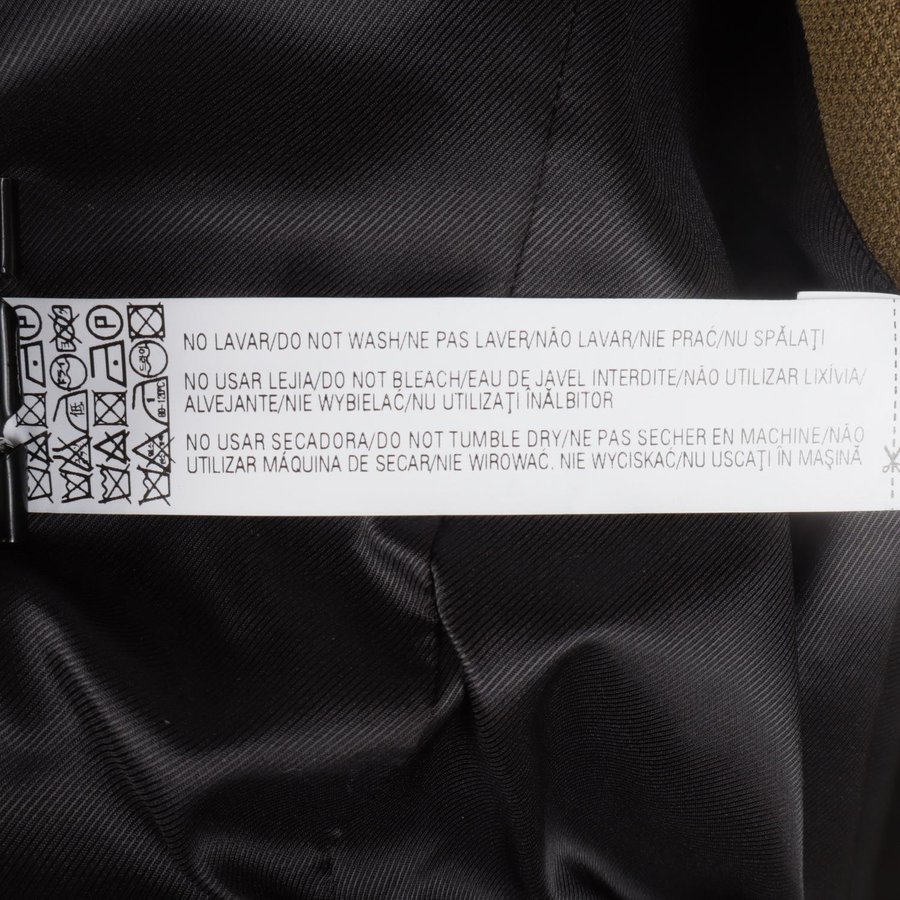 NO LAVAR/DO NOT WASH/NE PAS LAVER/NÃO LAVAR/NIE PRAĆ/NU SPĂLAŢI
NO USAR LEJIA/DO NOT BLEACH/EAU DE JAVEL INTERDITE/NÃO UTILIZAR LIXÍVIA/
ALVEJANTE/NIE WYBIELAĆ/NU UTILIZAŢI ÎNĂLBITOR
NO USAR SECADORA/DO NOT TUMBLE DRY/NE PAS SECHER EN MACHINE/NÃO
UTILIZAR MÁQUINA DE SECAR/NIE WIROWAĆ. NIE WYCISKAĆ/NU USCAŢI ÎN MAŞINĂ
P
P
低